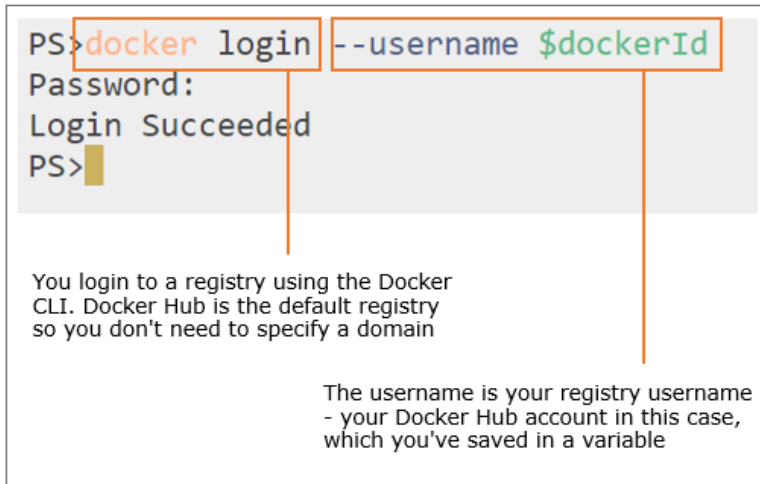 PS>docker login --username $dockerId
Password:
Login Succeeded
PS>
You login to a registry using the Docker
CLI. Docker Hub is the default registry
so you don't need to specify a domain
The username is your registry username
- your Docker Hub account in this case,
which you've saved in a variable